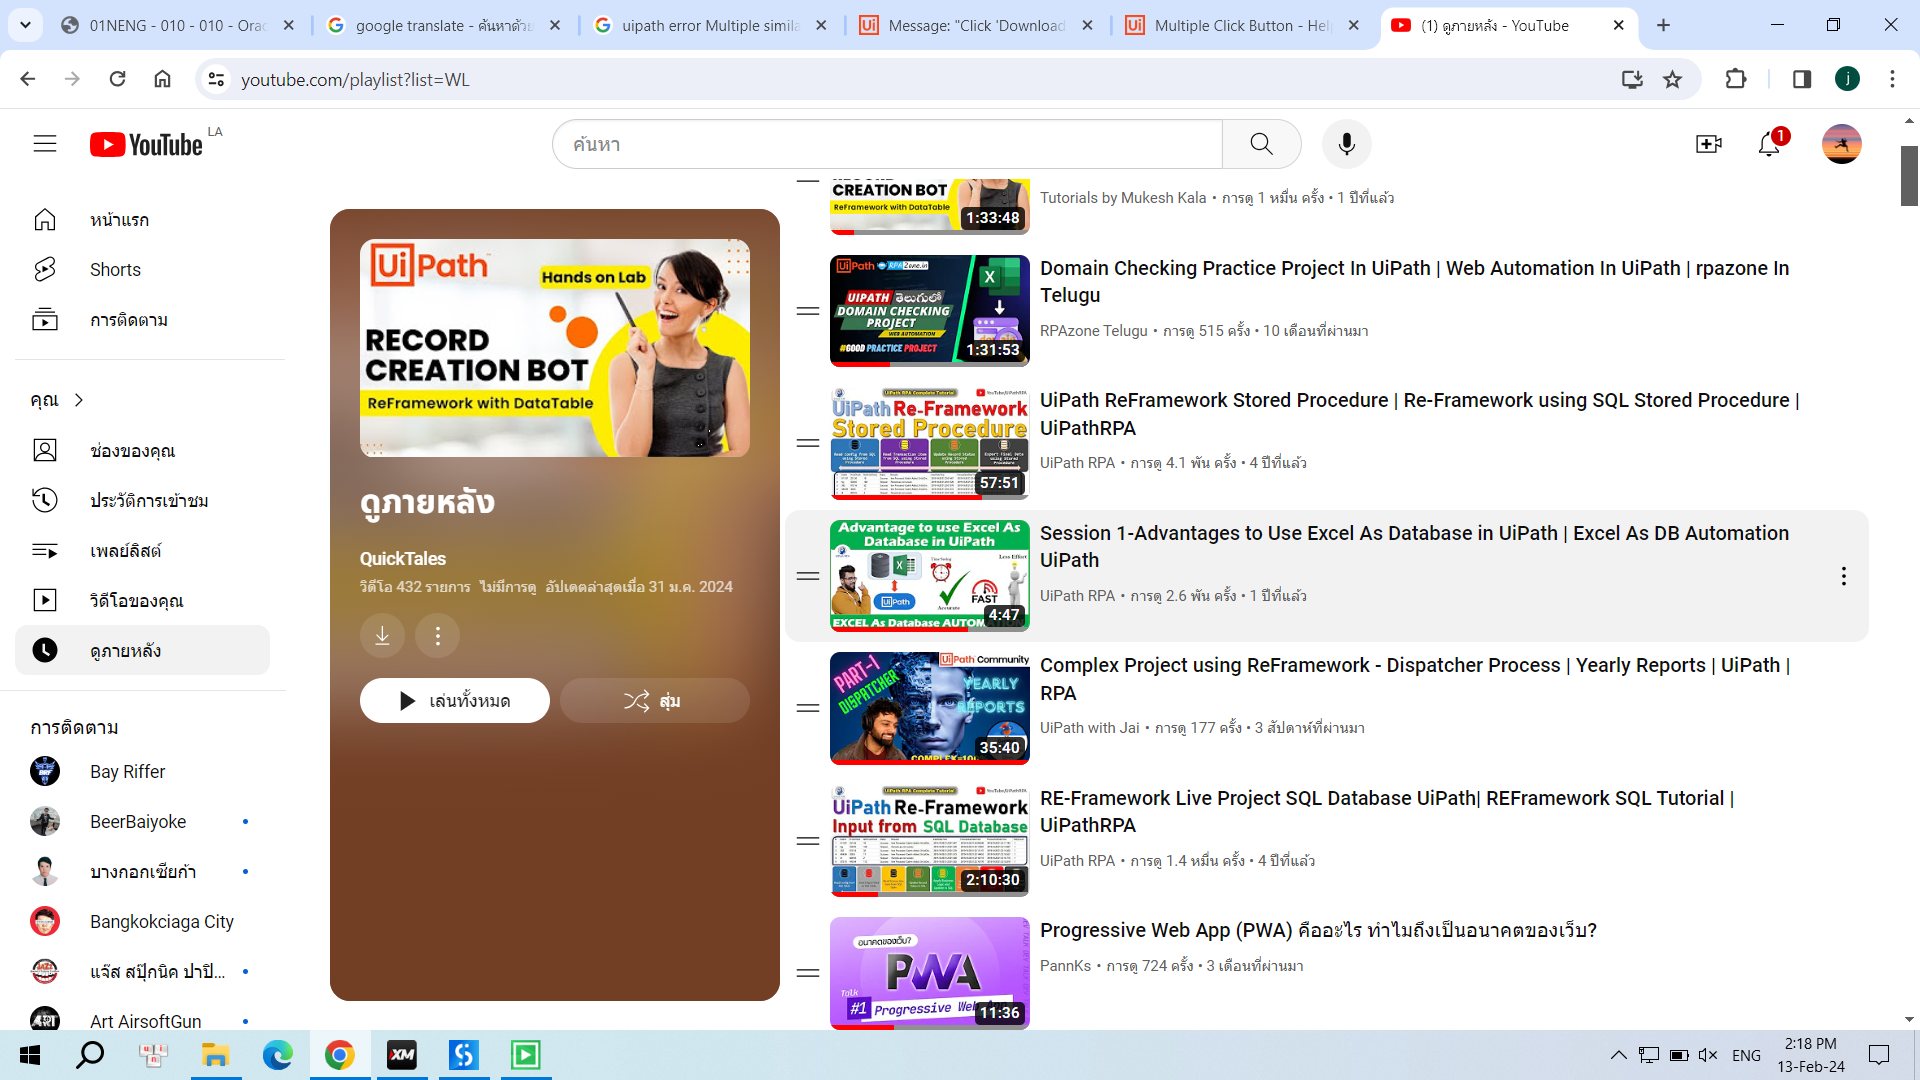 01NENG - 010 - 010 - Orac
google translate - ค้นหาด้วย
uipath error Multiple simila
Message: "Click 'Download
Multiple Click Button - Help
(1) ดูภายหลัง - YouTube
youtube.com/playlist?list=WL
j
YouTube LA
ค้นหา
1
หน้าแรก
Shorts
การติดตาม
คุณ
ช่องของคุณ
ประวัติการเข้าชม
เพลย์ลิสต์
วิดีโอของคุณ
ดูภายหลัง
การติดตาม
Bay Riffer
BeerBaiyoke
บางกอกเซียก้า
Bangkokciaga City
แจ๊ส สปุ๊กนิค ปาปิ...
Art AirsoftGun
UiPath
Hands on Lab
RECORD
CREATION BOT
ReFramework with DataTable
ดูภายหลัง
QuickTales
วิดีโอ 432 รายการ ไม่มีการดู อัปเดตล่าสุดเมื่อ 31 ม.ค. 2024
เล่นทั้งหมด
สุ่ม
RECORD
CREATION BOT
ReFramework with DataTable
1:33:48
Tutorials by Mukesh Kala • การดู 1 หมื่น ครั้ง • 1 ปีที่แล้ว
UiPath RPAZone.in
UIPATH తెలుగులో
DOMAIN CHECKING
PROJECT
WEB AUTOMATION
#GOOD PRACTICE PROJECT
1:31:53
Domain Checking Practice Project In UiPath | Web Automation In UiPath | rpazone In
Telugu
RPAzone Telugu • การดู 515 ครั้ง • 10 เดือนที่ผ่านมา
UiPath RPA Complete Tutorial
UiPath Re-Framework
Stored Procedure
57:51
UiPath ReFramework Stored Procedure | Re-Framework using SQL Stored Procedure |
UiPathRPA
UiPath RPA • การดู 4.1 พัน ครั้ง • 4 ปีที่แล้ว
Advantage to use Excel As
Database in UiPath
Less Effort
UiPath
Accurate
FAST
EXCEL As Database AUTOM
4:47
Session 1-Advantages to Use Excel As Database in UiPath | Excel As DB Automation
UiPath
UiPath RPA • การดู 2.6 พัน ครั้ง • 1 ปีที่แล้ว
UiPath Community
PART-1
DISPATCHER
YEARLY
REPORTS
35:40
Complex Project using ReFramework - Dispatcher Process | Yearly Reports | UiPath |
RPA
UiPath with Jai • การดู 177 ครั้ง • 3 สัปดาห์ที่ผ่านมา
UiPath RPA Complete Tutorial
UiPath Re-Framework
Input from SQL Database
2:10:30
RE-Framework Live Project SQL Database UiPath| REFramework SQL Tutorial |
UiPathRPA
UiPath RPA • การดู 1.4 หมื่น ครั้ง • 4 ปีที่แล้ว
อนาคตของเว็บ?
PWA
Talk
#1 Progressive Web App
11:36
Progressive Web App (PWA) คืออะไร ทำไมถึงเป็นอนาคตของเว็บ?
PannKs • การดู 724 ครั้ง • 3 เดือนที่ผ่านมา
XM
ENG
2:18 PM
13-Feb-24